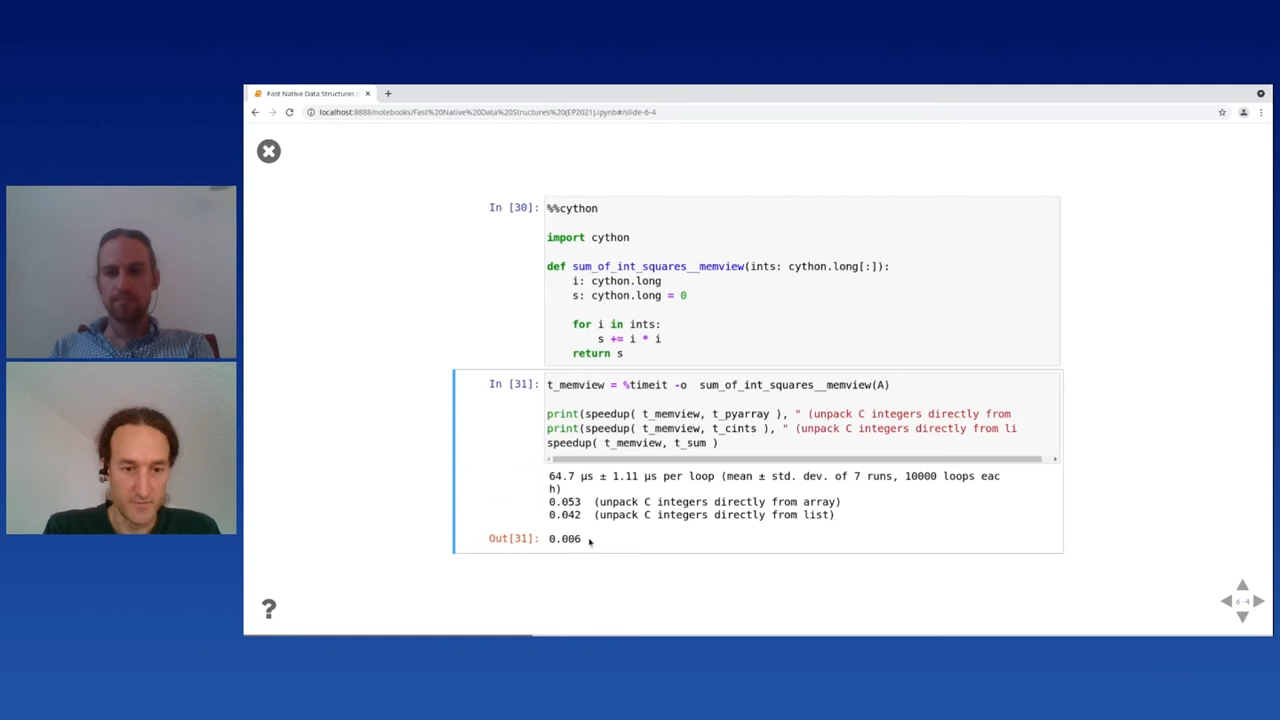 Fast Native Data Structures (
localhost:8888/notebooks/Fast%20Native%20Data%20Structures%20(EP2021).ipynb#/slide-6-4
In [30]:
%%cython
import cython
def sum_of_int_squares__memview(ints: cython.long[:]):
    i: cython.long
    s: cython.long = 0
    for i in ints:
        s += i * i
    return s
In [31]:
t_memview = %timeit -o  sum_of_int_squares__memview(A)
print(speedup( t_memview, t_pyarray ), " (unpack C integers directly from
print(speedup( t_memview, t_cints ), " (unpack C integers directly from li
speedup( t_memview, t_sum )
64.7 µs ± 1.11 µs per loop (mean ± std. dev. of 7 runs, 10000 loops eac
h)
0.053  (unpack C integers directly from array)
0.042  (unpack C integers directly from list)
Out[31]: 0.006
?
6-4